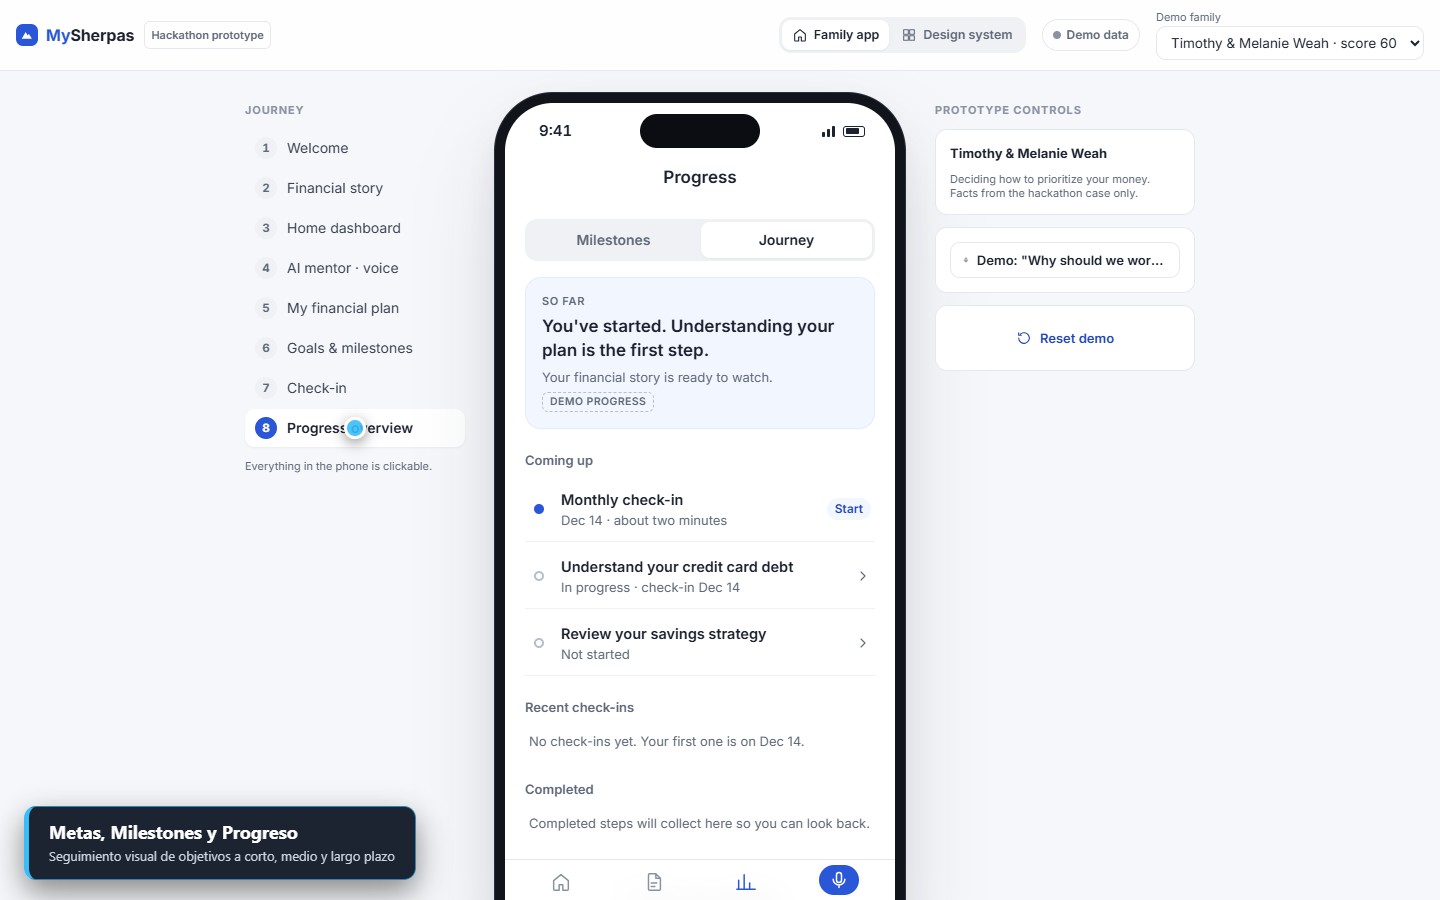 MySherpas
Hackathon prototype
Family app
Design system
Demo data
Demo family
Timothy & Melanie Weah · score 60
JOURNEY
1 Welcome
2 Financial story
3 Home dashboard
4 AI mentor · voice
5 My financial plan
6 Goals & milestones
7 Check-in
8 Progress verview
Everything in the phone is clickable.
9:41
Progress
Milestones
Journey
SO FAR
You've started. Understanding your
plan is the first step.
Your financial story is ready to watch.
DEMO PROGRESS
Coming up
Monthly check-in
Dec 14 · about two minutes
Start
Understand your credit card debt
In progress · check-in Dec 14
Review your savings strategy
Not started
Recent check-ins
No check-ins yet. Your first one is on Dec 14.
Completed
Completed steps will collect here so you can look back.
PROTOTYPE CONTROLS
Timothy & Melanie Weah
Deciding how to prioritize your money.
Facts from the hackathon case only.
Demo: "Why should we wor...
Reset demo
Metas, Milestones y Progreso
Seguimiento visual de objetivos a corto, medio y largo plazo